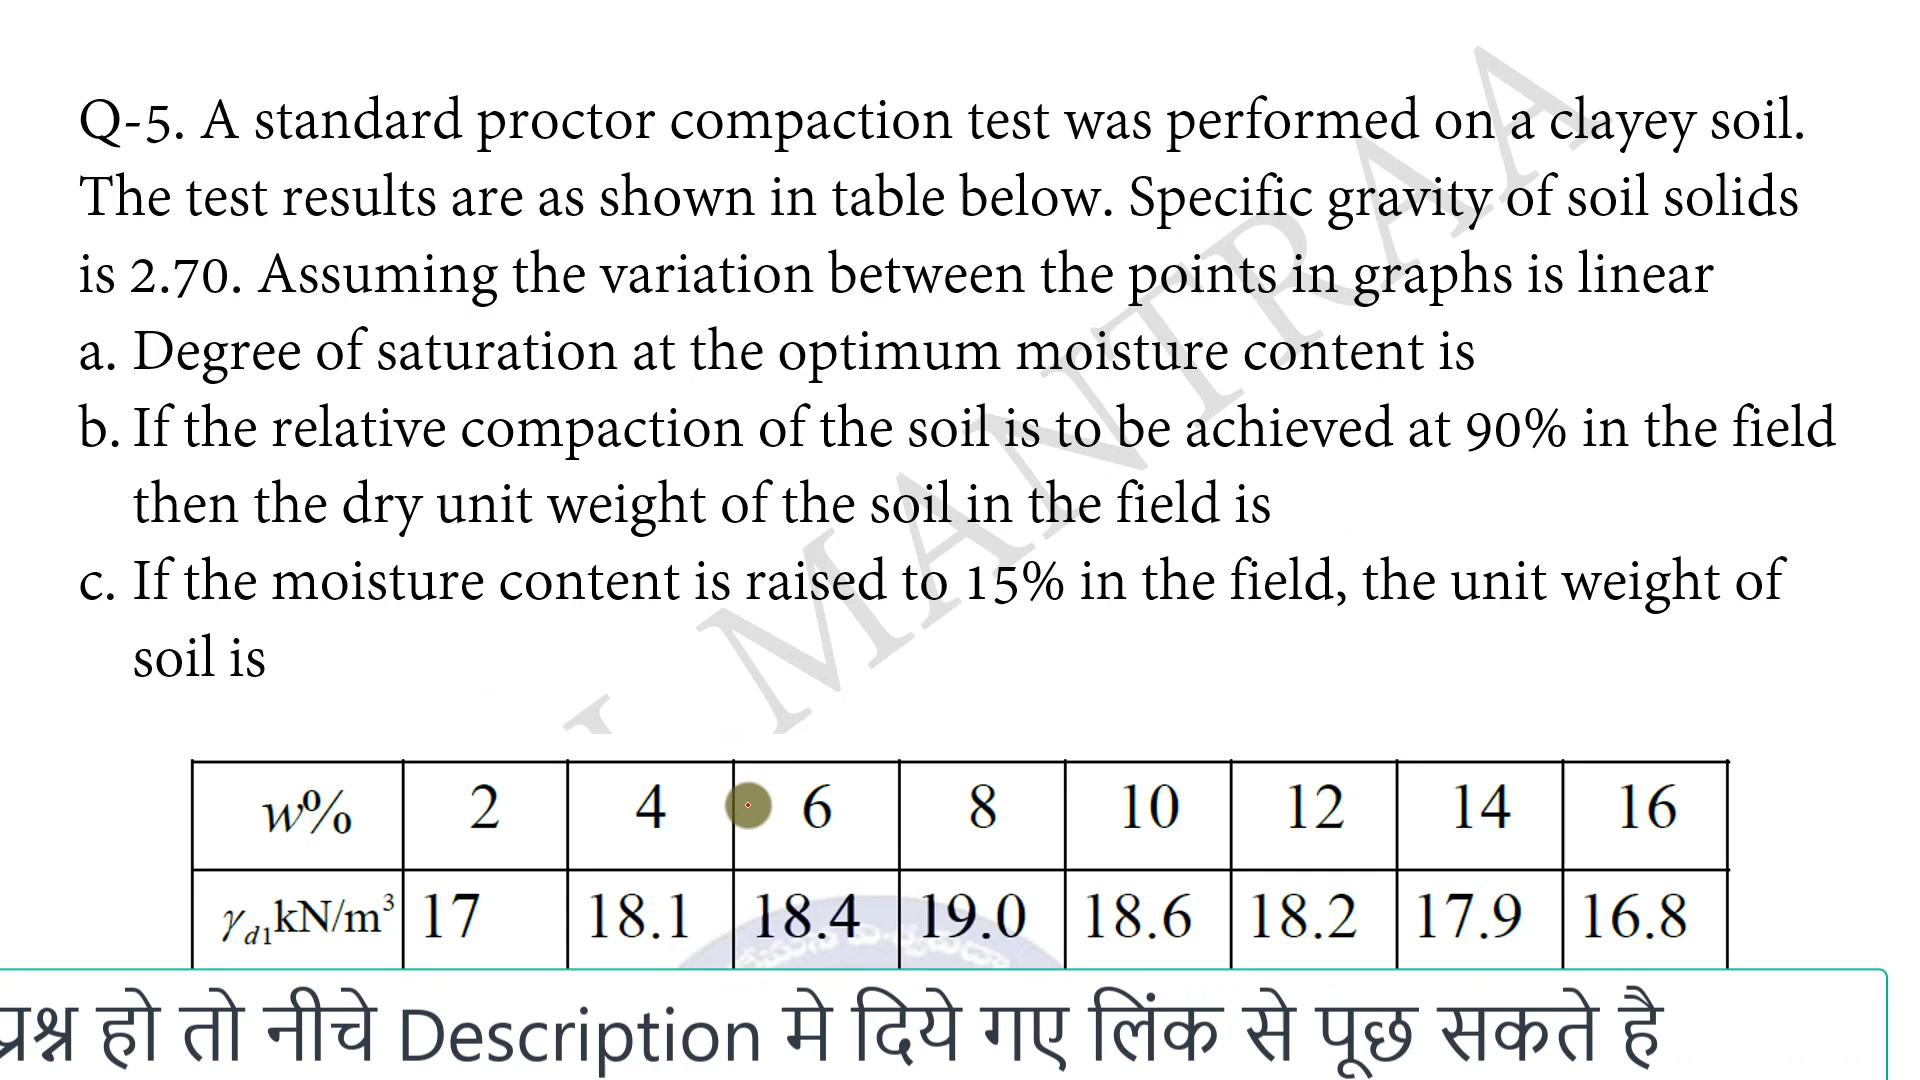 Q-5. A standard proctor compaction test was performed on a clayey soil.
The test results are as shown in table below. Specific gravity of soil solids
is 2.70. Assuming the variation between the points in graphs is linear
a. Degree of saturation at the optimum moisture content is
b. If the relative compaction of the soil is to be achieved at 90% in the field
then the dry unit weight of the soil in the field is
c. If the moisture content is raised to 15% in the field, the unit weight of
soil is
MANTRAA
w% 2 4 6 8 10 12 14 16
γd1kN/m³ 17 18.1 18.4 19.0 18.6 18.2 17.9 16.8
प्रश्न हो तो नीचे Description मे दिये गए लिंक से पूछ सकते है